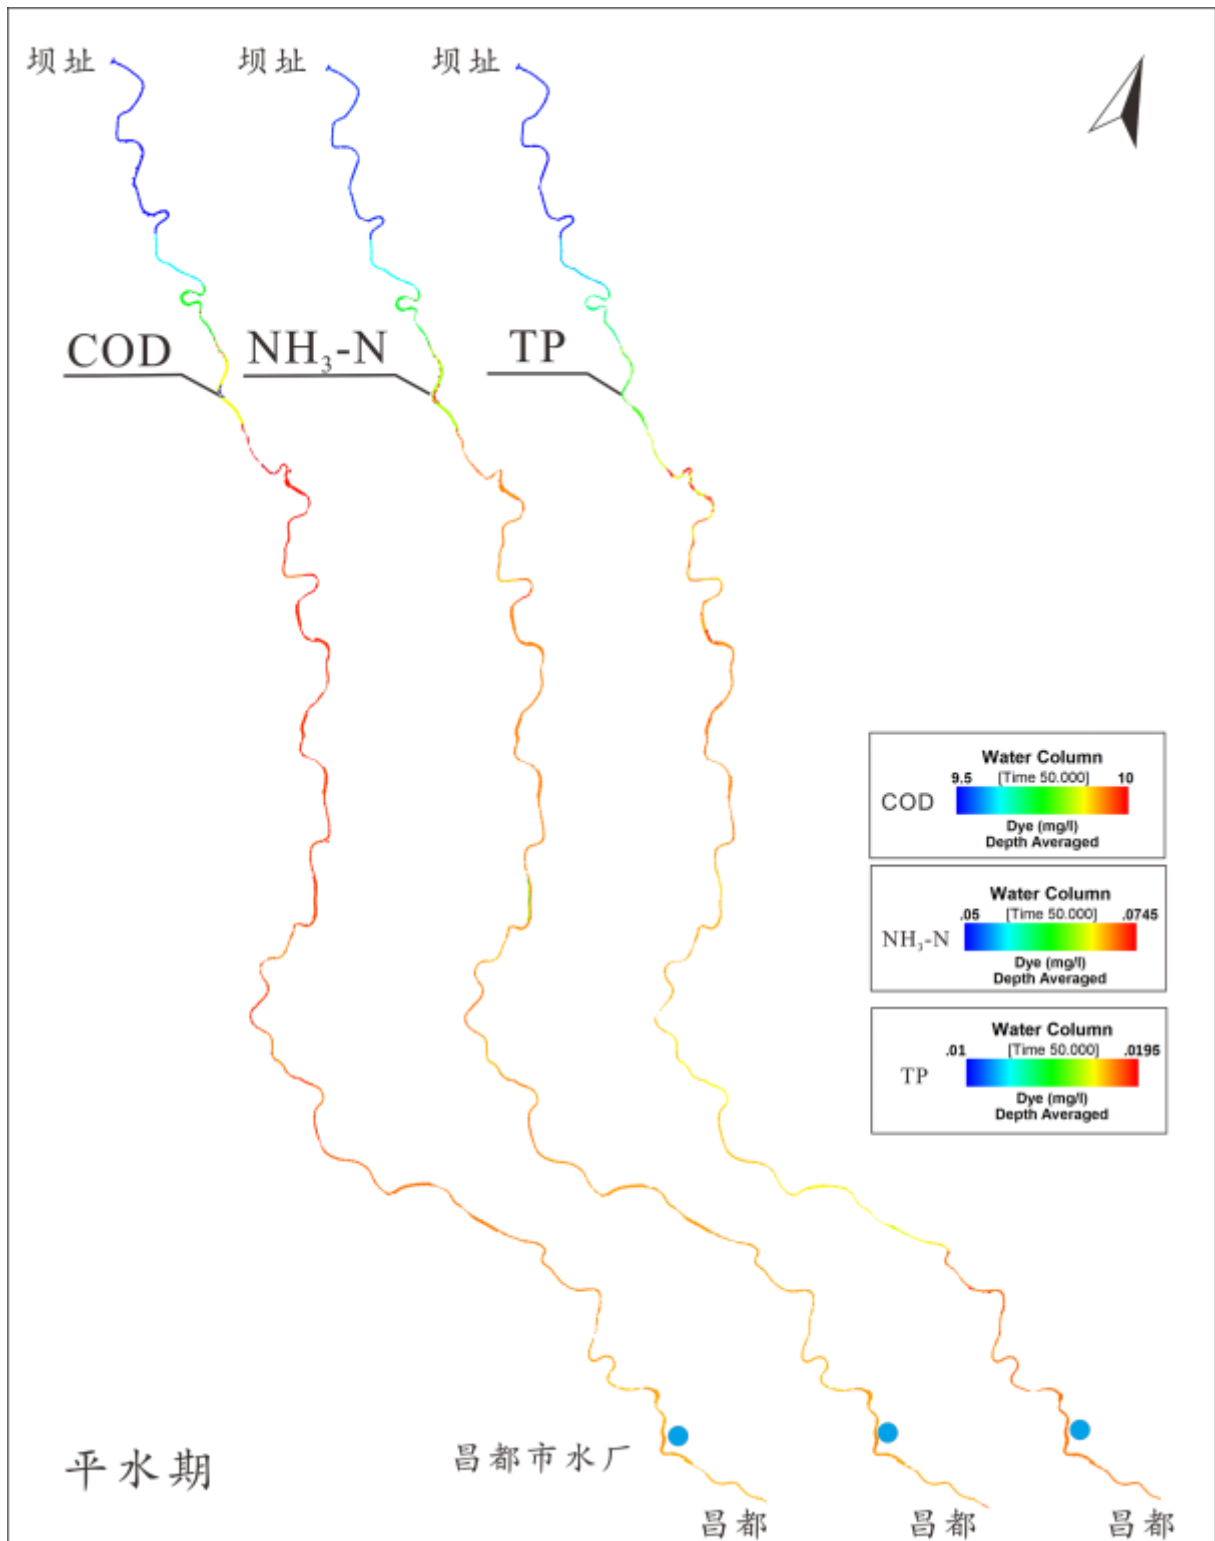 坝址 坝址 坝址
COD NH₃-N TP
Water Column
9.5 [Time 50.000] 10
COD
Dye (mg/l)
Depth Averaged
Water Column
.05 [Time 50.000] .0745
NH₃-N
Dye (mg/l)
Depth Averaged
Water Column
.01 [Time 50.000] .0195
TP
Dye (mg/l)
Depth Averaged
平水期
昌都市水厂
昌都 昌都 昌都